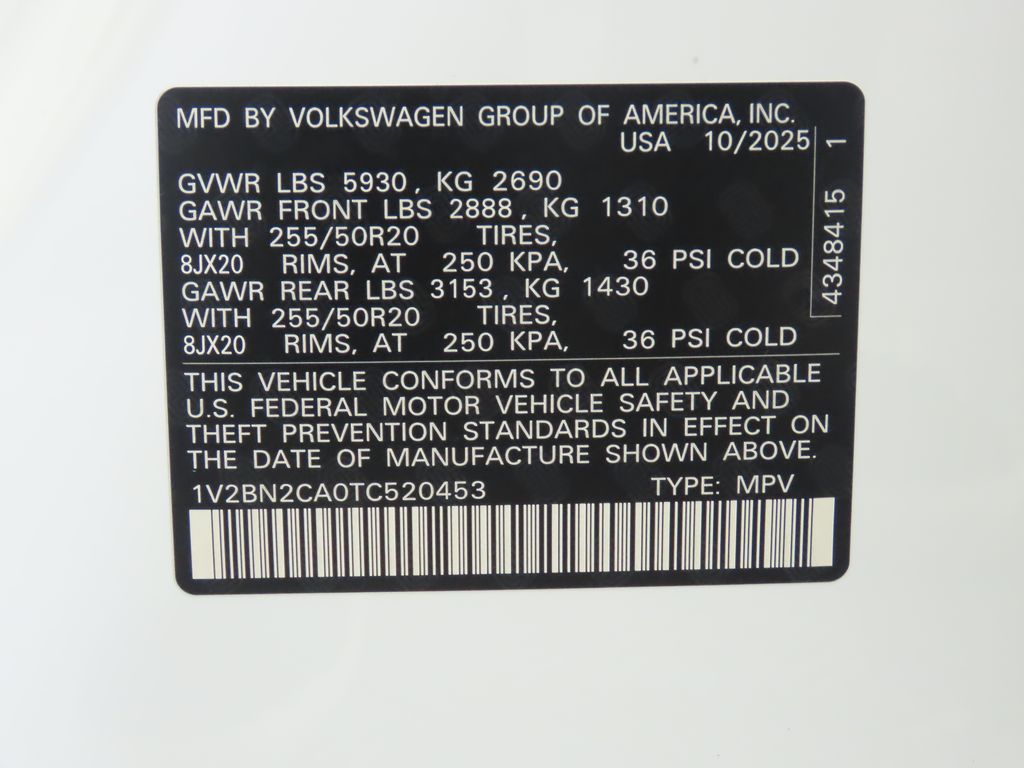 MFD BY VOLKSWAGEN GROUP OF AMERICA, INC.
USA 10/2025
GVWR LBS 5930, KG 2690
GAWR FRONT LBS 2888, KG 1310
WITH 255/50R20 TIRES,
8JX20 RIMS, AT 250 KPA, 36 PSI COLD
GAWR REAR LBS 3153, KG 1430
WITH 255/50R20 TIRES,
8JX20 RIMS, AT 250 KPA, 36 PSI COLD
4348415 1
THIS VEHICLE CONFORMS TO ALL APPLICABLE
U.S. FEDERAL MOTOR VEHICLE SAFETY AND
THEFT PREVENTION STANDARDS IN EFFECT ON
THE DATE OF MANUFACTURE SHOWN ABOVE.
1V2BN2CA0TC520453 TYPE: MPV